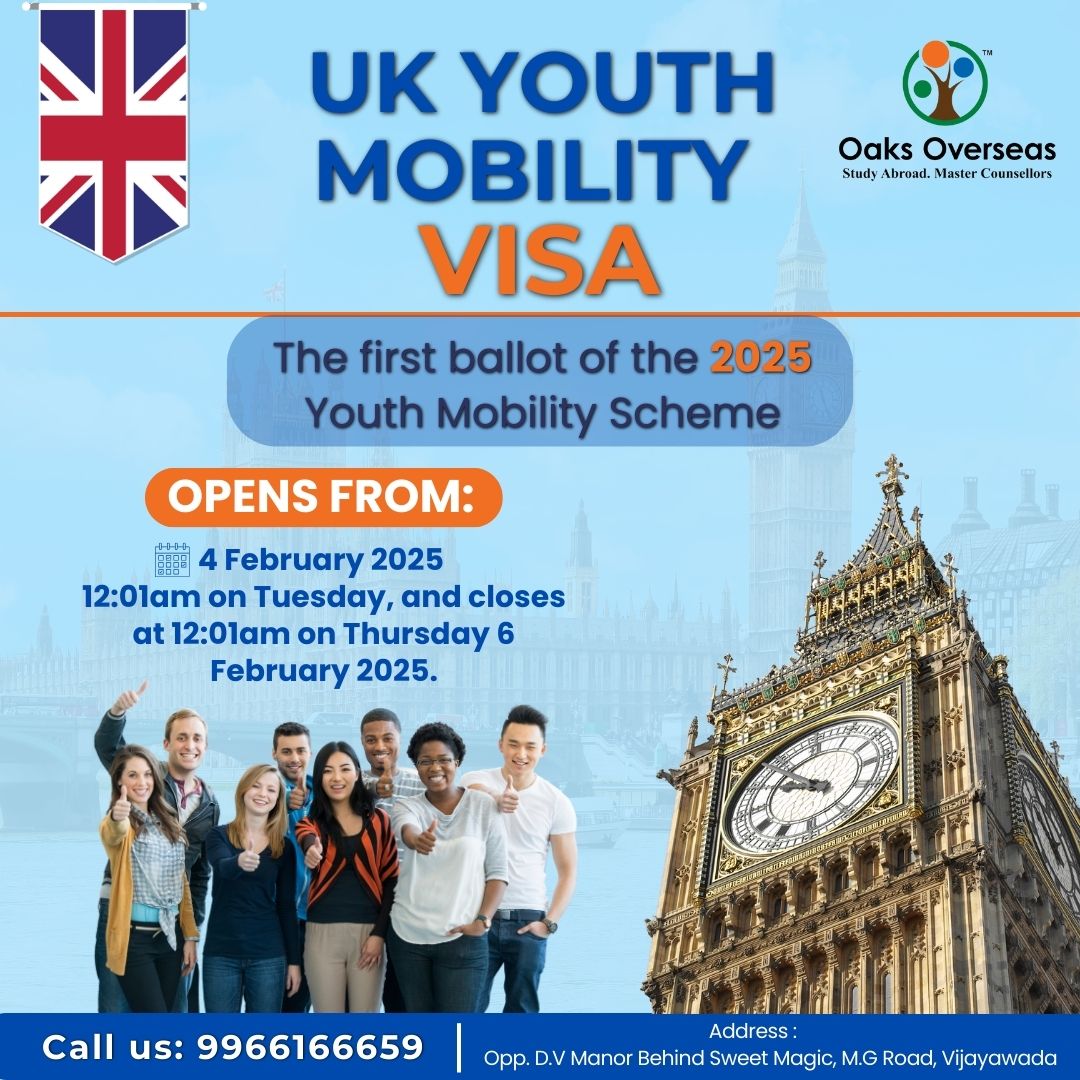 UK YOUTH
MOBILITY
VISA
TM
Oaks Overseas
Study Abroad. Master Counsellors
The first ballot of the 2025
Youth Mobility Scheme
OPENS FROM:
4 February 2025
12:01am on Tuesday, and closes
at 12:01am on Thursday 6
February 2025.
Call us: 9966166659
Address :
Opp. D.V Manor Behind Sweet Magic, M.G Road, Vijayawada